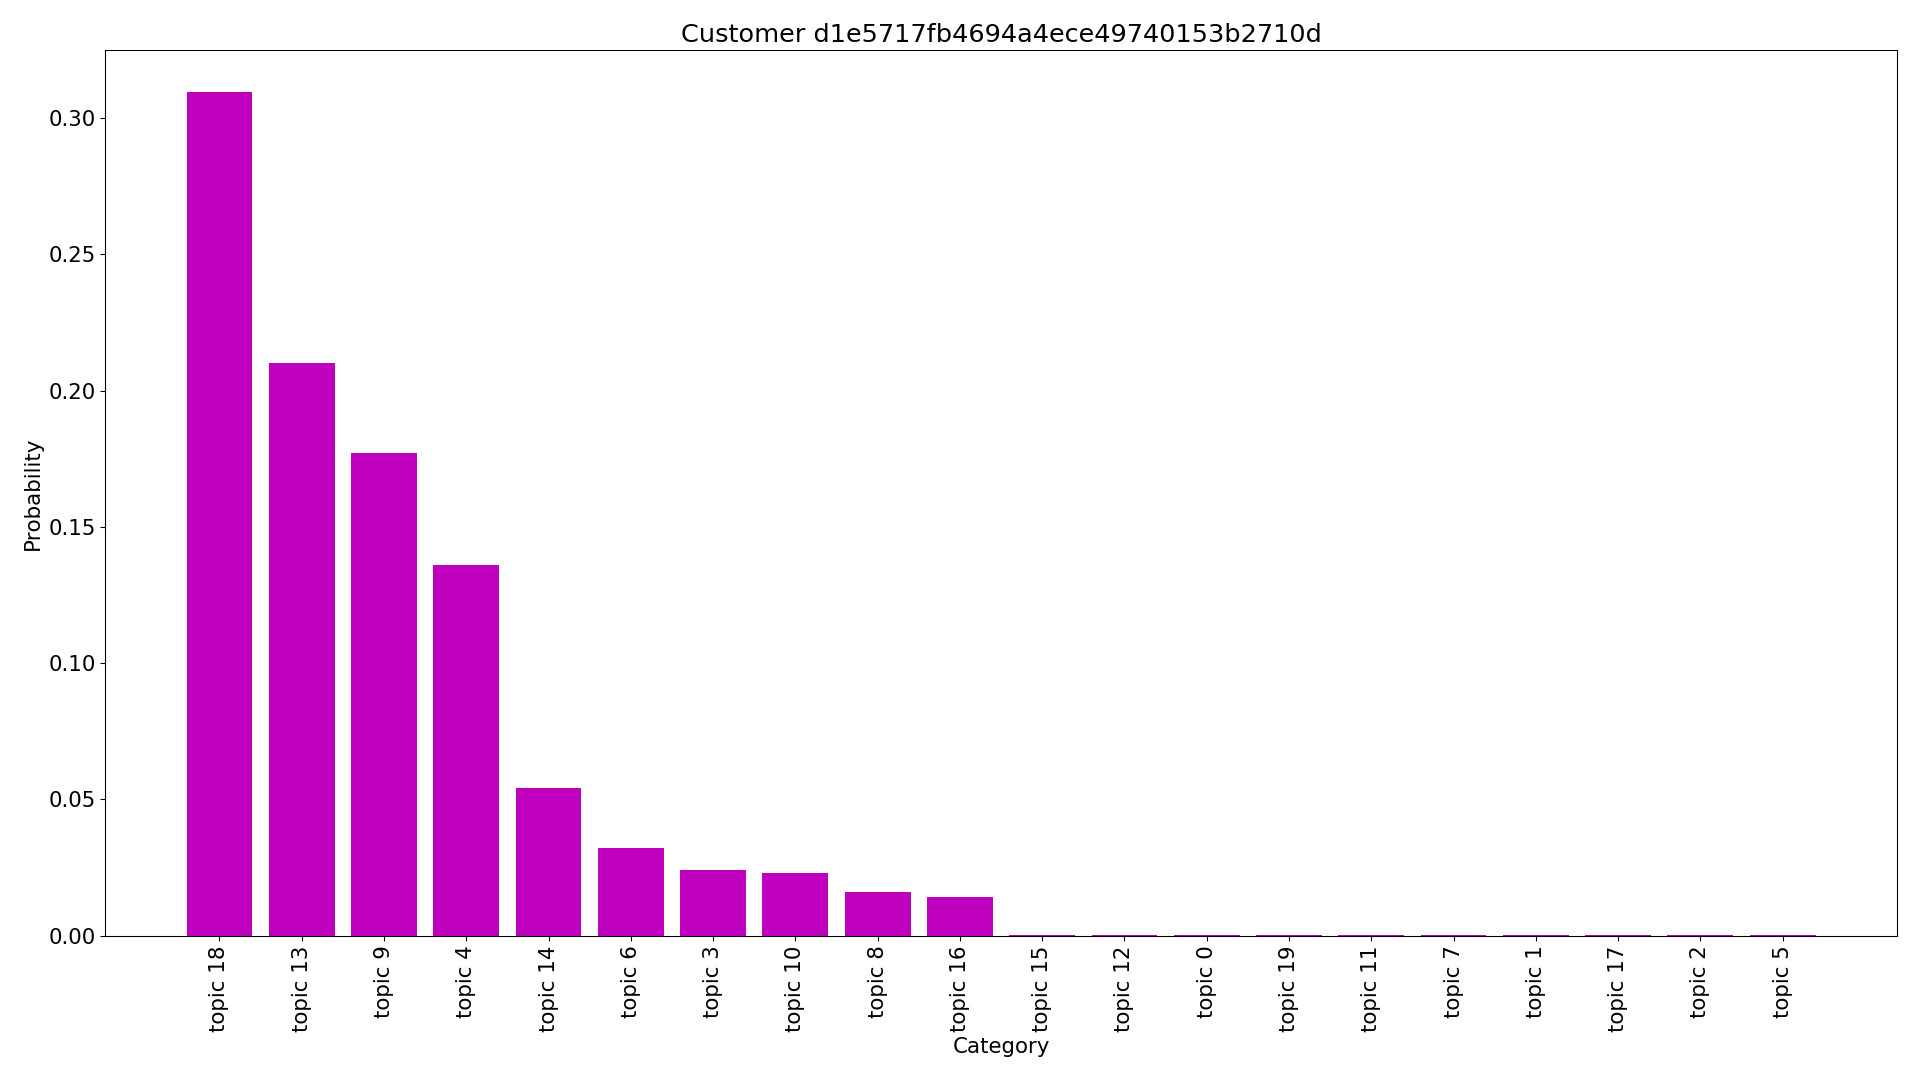 Customer d1e5717fb4694a4ece49740153b2710d
0.30
0.25
0.20
0.15
0.10
0.05
0.00
Probability
topic 18
topic 13
topic 9
topic 4
topic 14
topic 6
topic 3
topic 10
topic 8
topic 16
topic 15
topic 12
topic 0
topic 19
topic 11
topic 7
topic 1
topic 17
topic 2
topic 5
Category